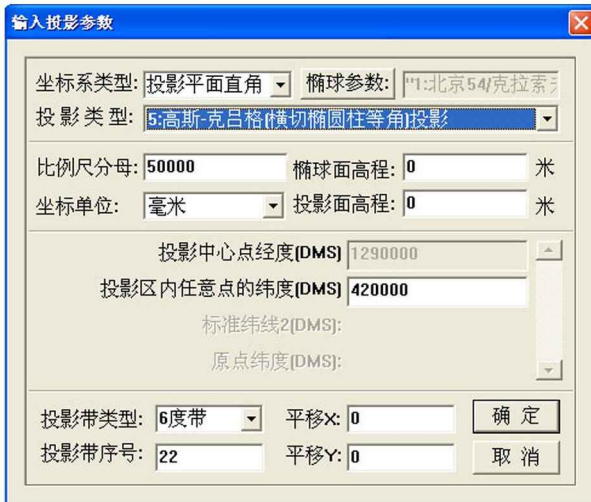 输入投影参数
坐标系类型: 投影平面直角 椭球参数: "1:北京54/克拉索
投影类型: 5:高斯-克吕格(横切椭圆柱等角)投影
比例尺分母: 50000 椭球面高程: 0 米
坐标单位: 毫米 投影面高程: 0 米
投影中心点经度(DMS) 1290000
投影区内任意点的纬度(DMS) 420000
标准纬线2(DMS):
原点纬度(DMS):
投影带类型: 6度带 平移X: 0 确定
投影带序号: 22 平移Y: 0 取消